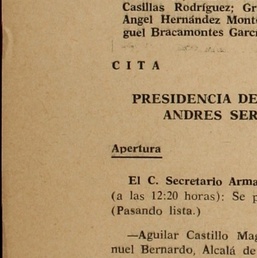 Casillas Rodríguez; Gr
Angel Hernández Mont
guel Bracamontes Garc
CITA
PRESIDENCIA DE
ANDRES SER
Apertura
El C. Secretario Arma
(a las 12:20 horas): Se p
(Pasando lista.)
—Aguilar Castillo Mag
nuel Bernardo, Alcalá de